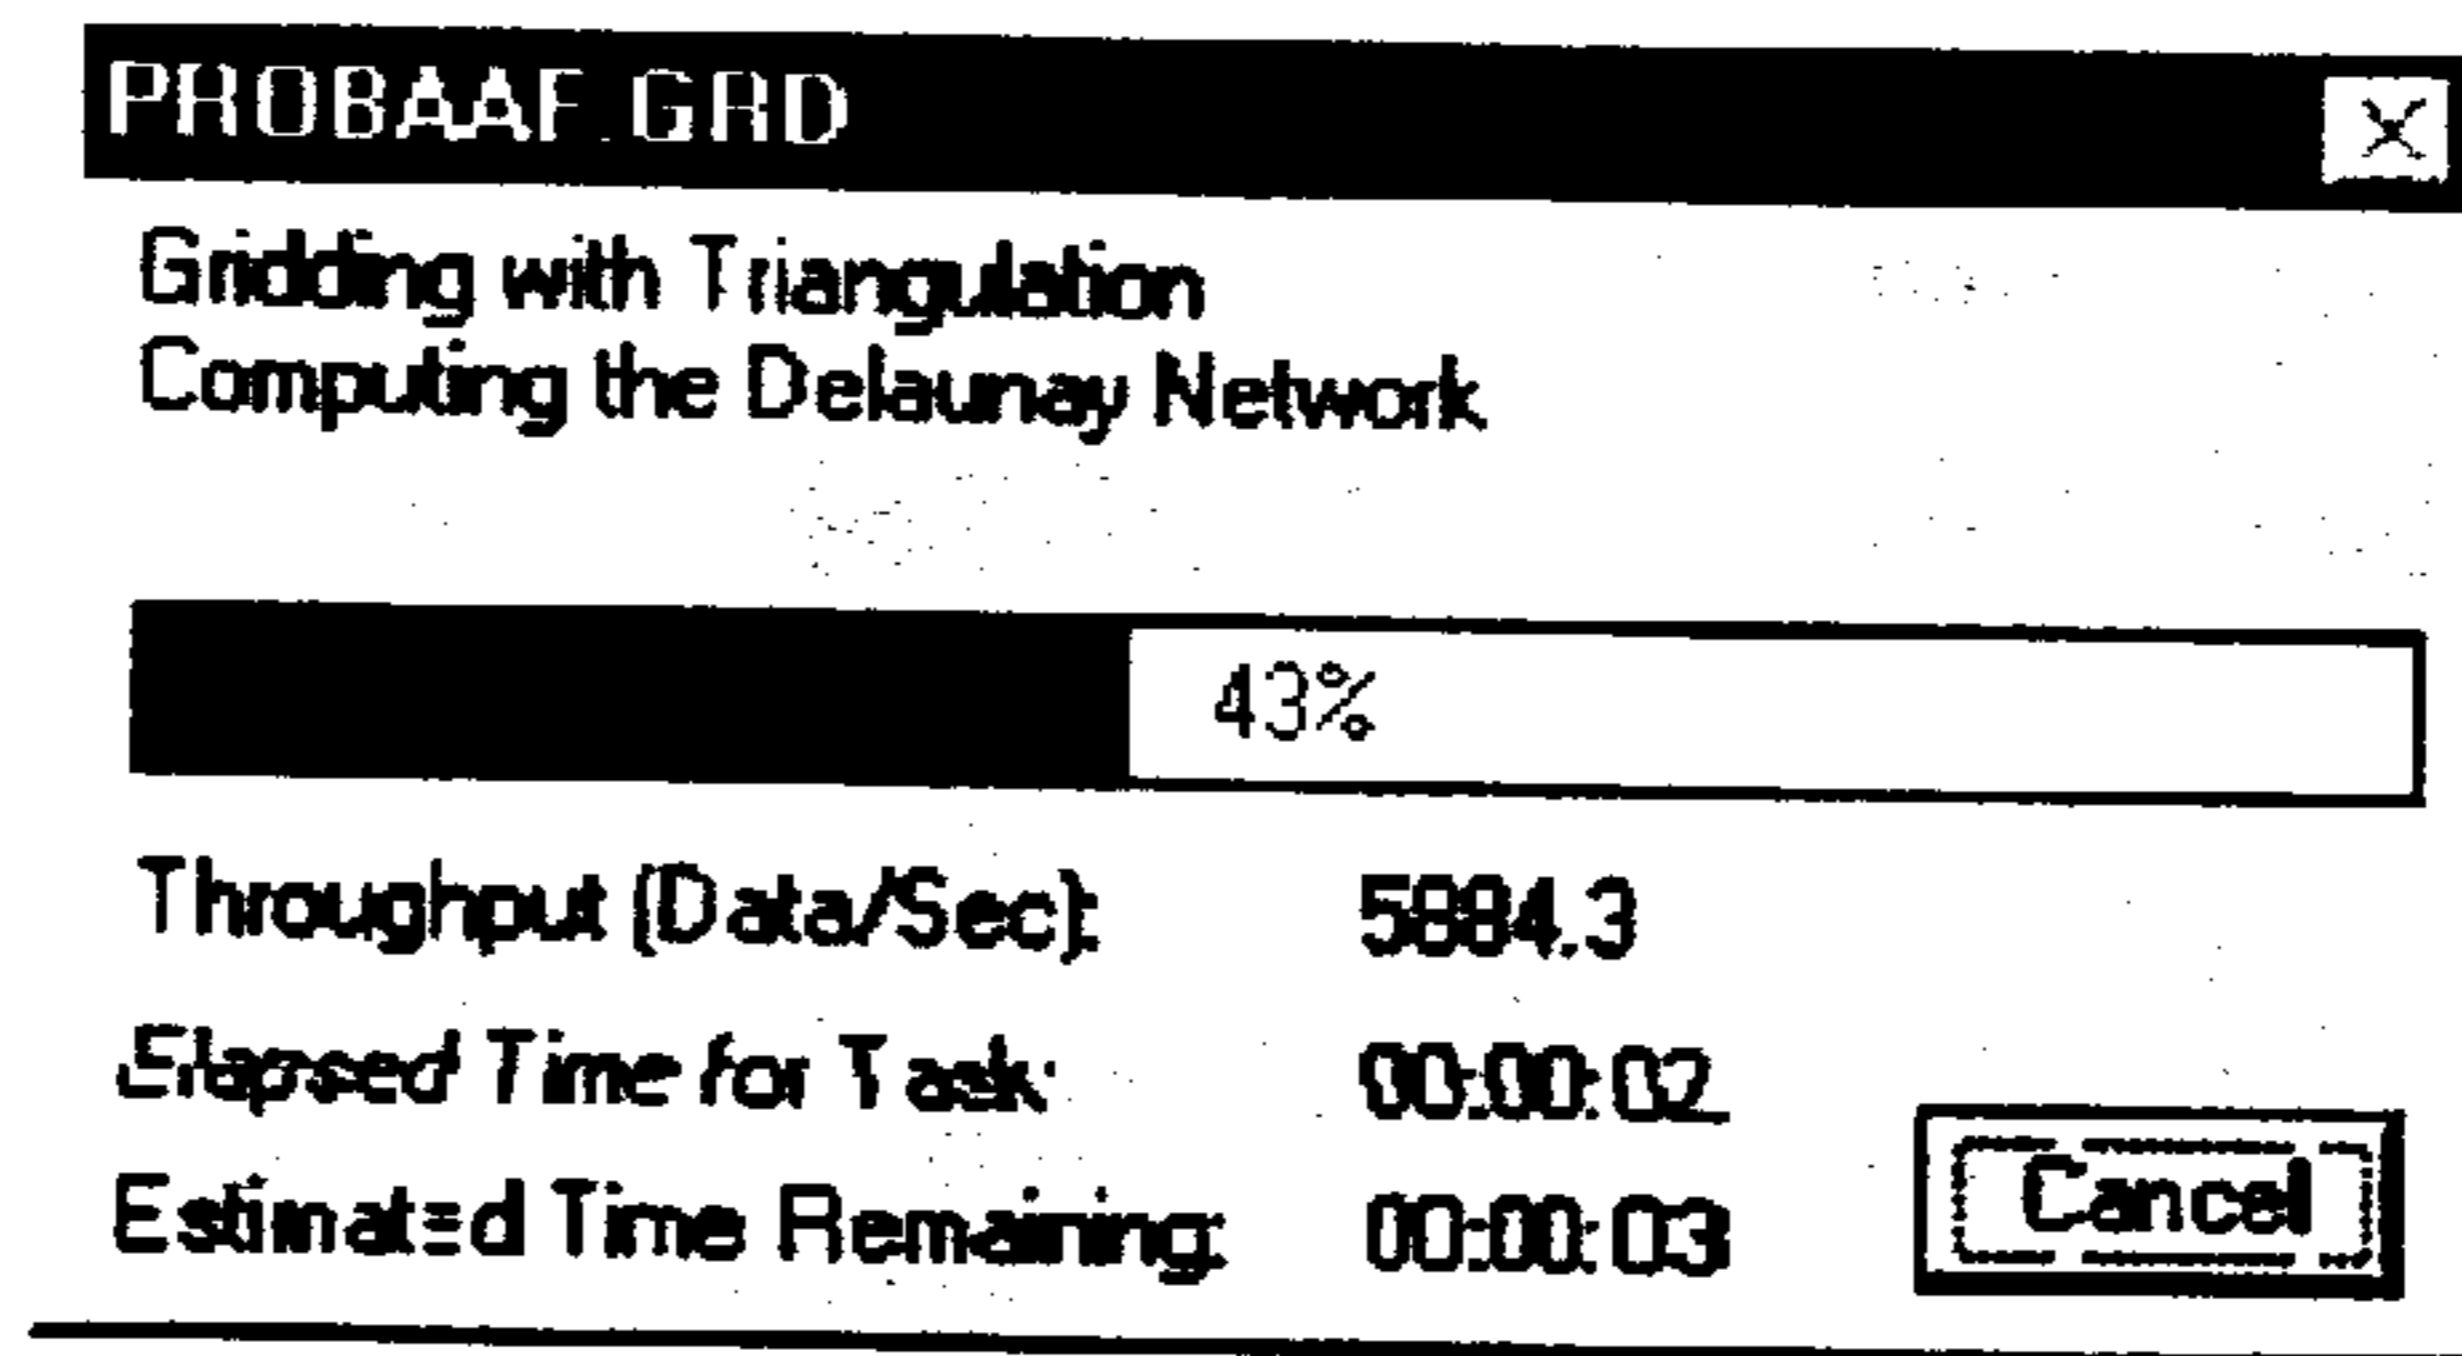 PROBAAF.GRD
Gridding with Triangulation
Computing the Delaunay Network
43%
Throughput (Data/Sec): 5884.3
Elapsed Time for Task: 00:00:02
Estimated Time Remaining: 00:00:03
Cancel